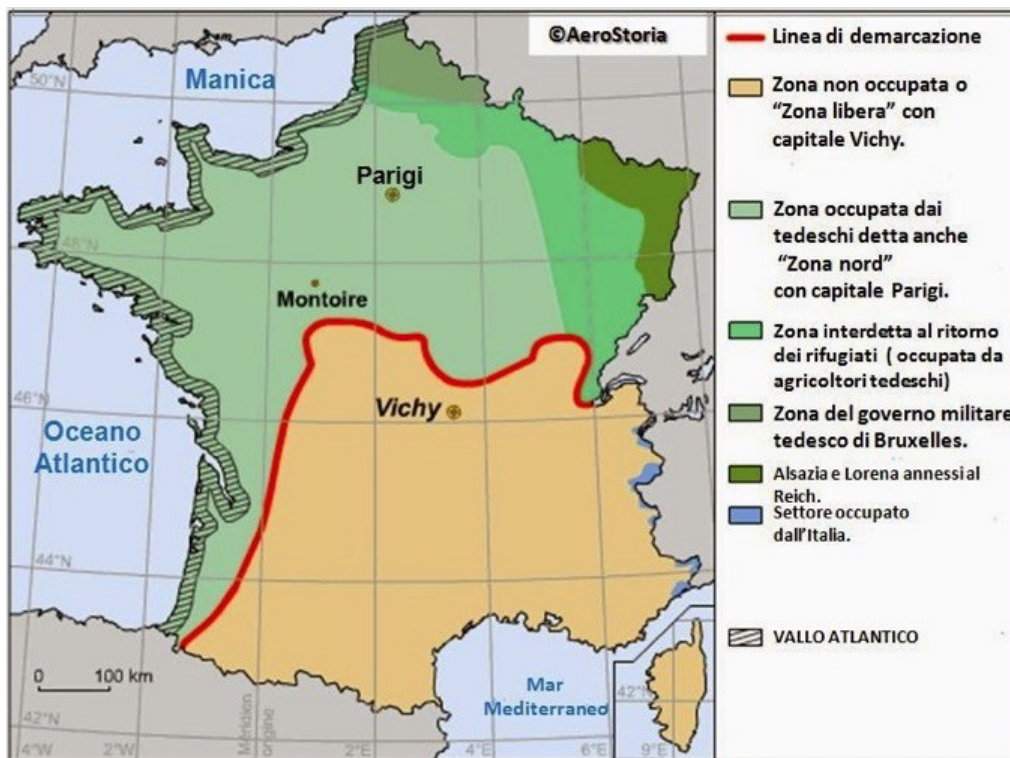 ©AeroStoria
Manica
Parigi
Montoire
Vichy
Oceano
Atlantico
Mar
Mediterraneo
50°N
48°N
46°N
44°N
42°N
42°N
0 100 km
4°W
2°W
Méridien
origine
2°E
4°E
6°E
9°E
Linea di demarcazione
Zona non occupata o
“Zona libera” con
capitale Vichy.
Zona occupata dai
tedeschi detta anche
“Zona nord”
con capitale Parigi.
Zona interdetta al ritorno
dei rifugiati ( occupata da
agricoltori tedeschi)
Zona del governo militare
tedesco di Bruxelles.
Alsazia e Lorena annessi al
Reich.
Settore occupato
dall'Italia.
VALLO ATLANTICO